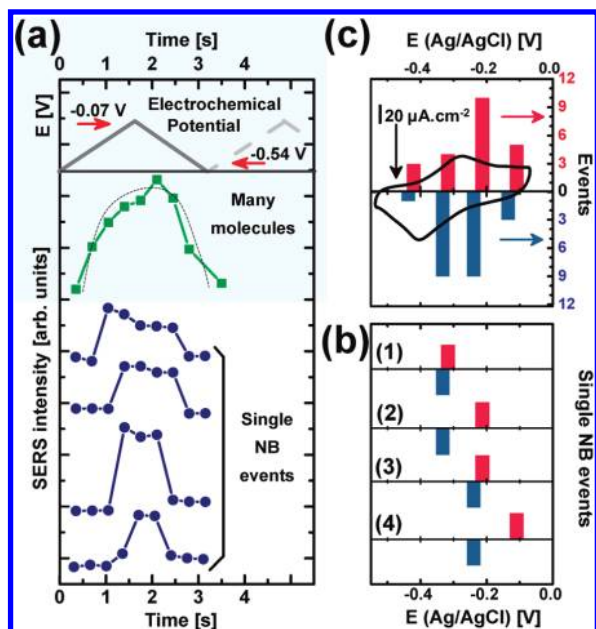 (a)
Time [s]
0 1 2 3 4
E [V]
-0.07 V
Electrochemical
Potential
-0.54 V
Many
molecules
SERS intensity [arb. units]
Single
NB
events
0 1 2 3 4 5
Time [s]
(c)
E (Ag/AgCl) [V]
-0.4 -0.2 0.0
20 µA.cm-2
12
9
6
3
0
3
6
9
12
Events
(b)
(1)
(2)
(3)
(4)
Single NB events
-0.4 -0.2 0.0
E (Ag/AgCl) [V]